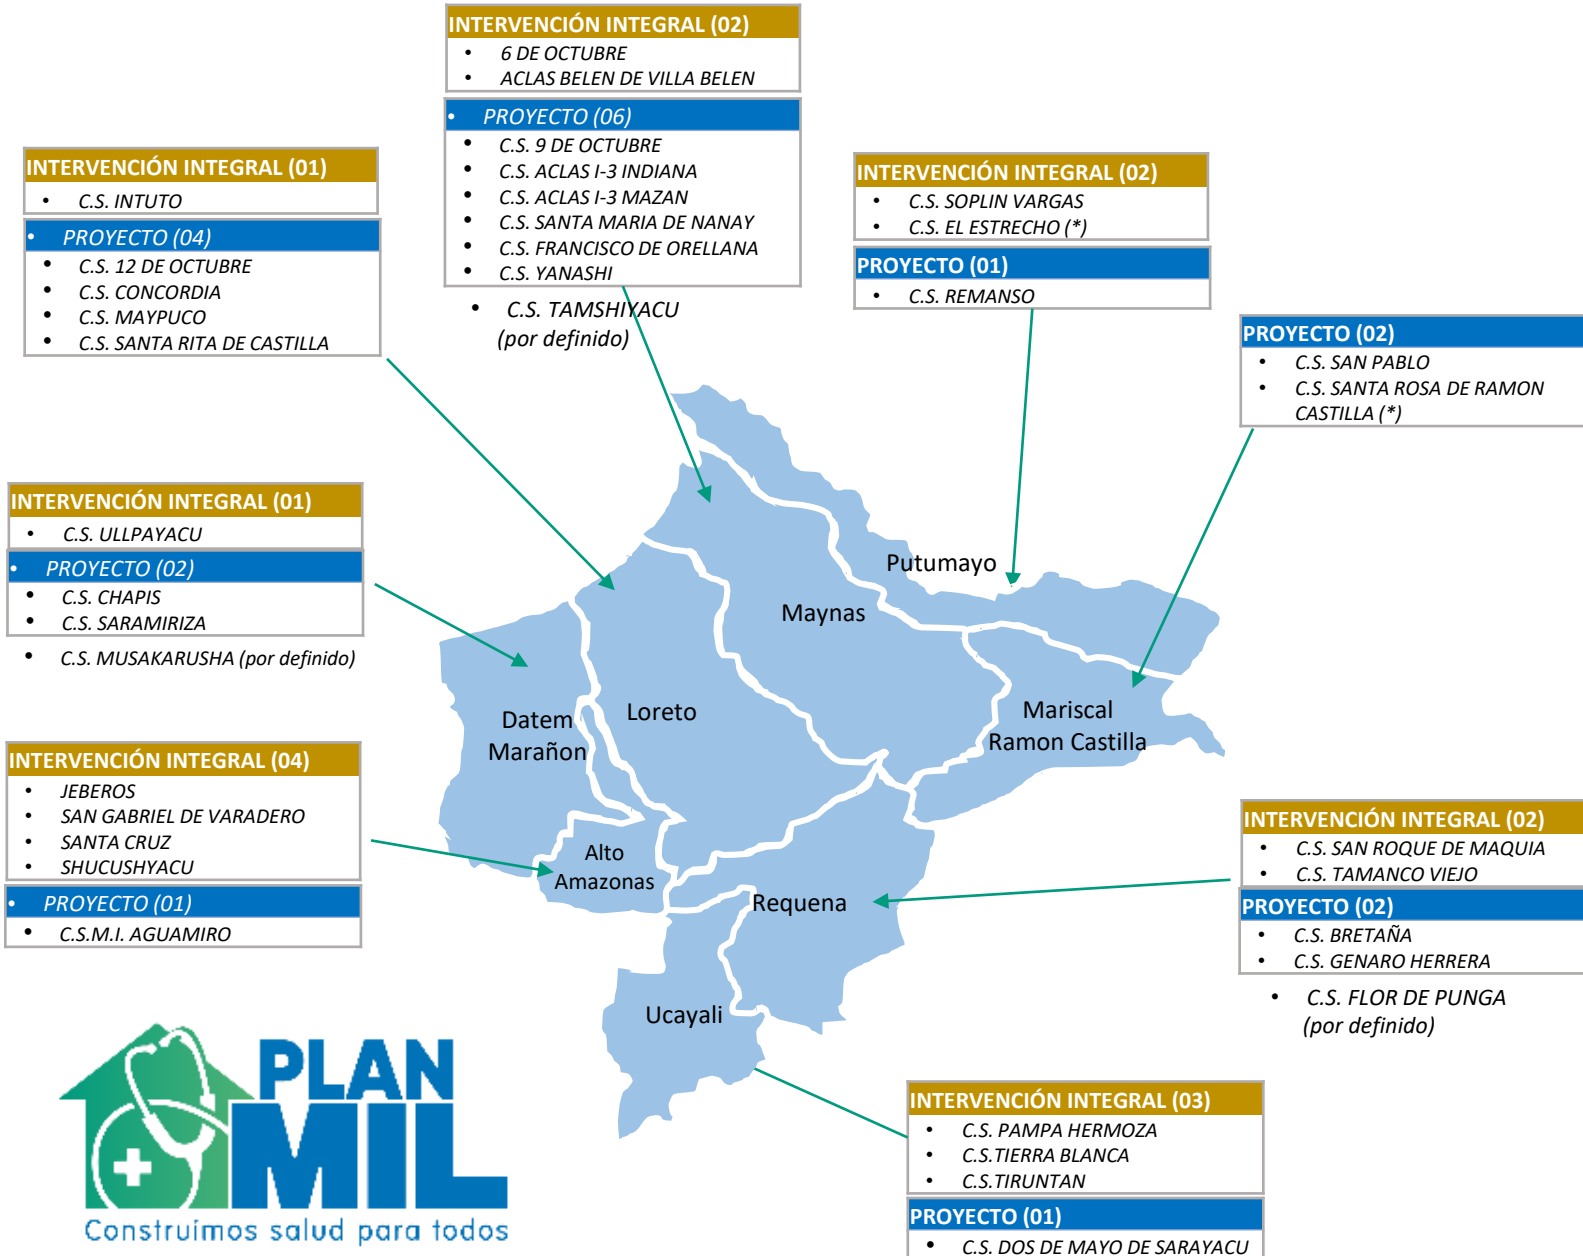 INTERVENCIÓN INTEGRAL (02)
• 6 DE OCTUBRE
• ACLAS BELEN DE VILLA BELEN
• PROYECTO (06)
• C.S. 9 DE OCTUBRE
• C.S. ACLAS I-3 INDIANA
• C.S. ACLAS I-3 MAZAN
• C.S. SANTA MARIA DE NANAY
• C.S. FRANCISCO DE ORELLANA
• C.S. YANASHI
• C.S. TAMSHIYACU
(por definido)
INTERVENCIÓN INTEGRAL (01)
• C.S. INTUTO
• PROYECTO (04)
• C.S. 12 DE OCTUBRE
• C.S. CONCORDIA
• C.S. MAYPUCO
• C.S. SANTA RITA DE CASTILLA
INTERVENCIÓN INTEGRAL (02)
• C.S. SOPLIN VARGAS
• C.S. EL ESTRECHO (*)
PROYECTO (01)
• C.S. REMANSO
PROYECTO (02)
• C.S. SAN PABLO
• C.S. SANTA ROSA DE RAMON
CASTILLA (*)
INTERVENCIÓN INTEGRAL (01)
• C.S. ULLPAYACU
• PROYECTO (02)
• C.S. CHAPIS
• C.S. SARAMIRIZA
• C.S. MUSAKARUSHA (por definido)
Putumayo
Maynas
Loreto
Datem
Marañon
Mariscal
Ramon Castilla
Alto
Amazonas
Requena
Ucayali
INTERVENCIÓN INTEGRAL (04)
• JEBEROS
• SAN GABRIEL DE VARADERO
• SANTA CRUZ
• SHUCUSHYACU
• PROYECTO (01)
• C.S.M.I. AGUAMIRO
INTERVENCIÓN INTEGRAL (02)
• C.S. SAN ROQUE DE MAQUIA
• C.S. TAMANCO VIEJO
PROYECTO (02)
• C.S. BRETAÑA
• C.S. GENARO HERRERA
• C.S. FLOR DE PUNGA
(por definido)
INTERVENCIÓN INTEGRAL (03)
• C.S. PAMPA HERMOZA
• C.S.TIERRA BLANCA
• C.S.TIRUNTAN
PROYECTO (01)
• C.S. DOS DE MAYO DE SARAYACU
PLAN
MIL
Construímos salud para todos